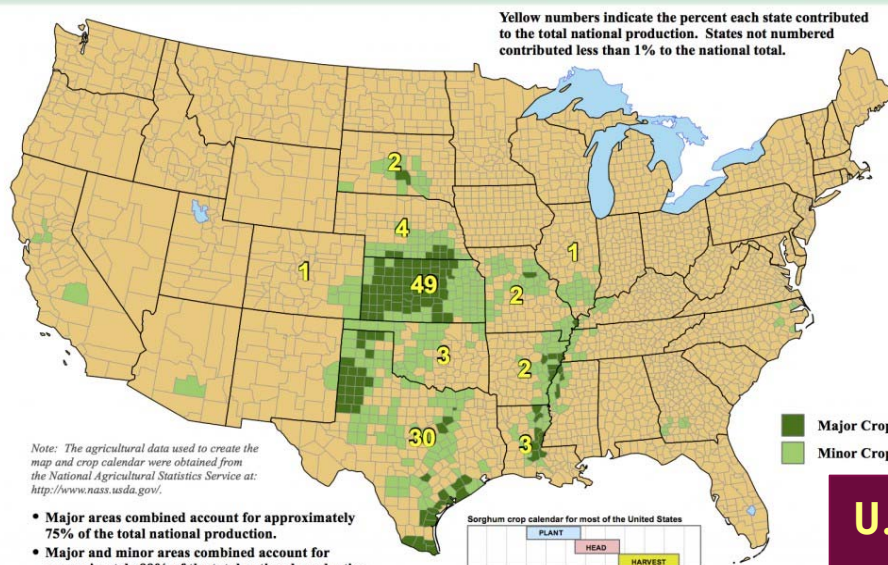 Yellow numbers indicate the percent each state contributed
to the total national production. States not numbered
contributed less than 1% to the national total.
2
4
1
49
1
2
3
2
30
3
Major Crop
Minor Crop
Note: The agricultural data used to create the
map and crop calendar were obtained from
the National Agricultural Statistics Service at:
http://www.nass.usda.gov/.
• Major areas combined account for approximately
75% of the total national production.
• Major and minor areas combined account for
Sorghum crop calendar for most of the United States
PLANT
HEAD
HARVEST
U.